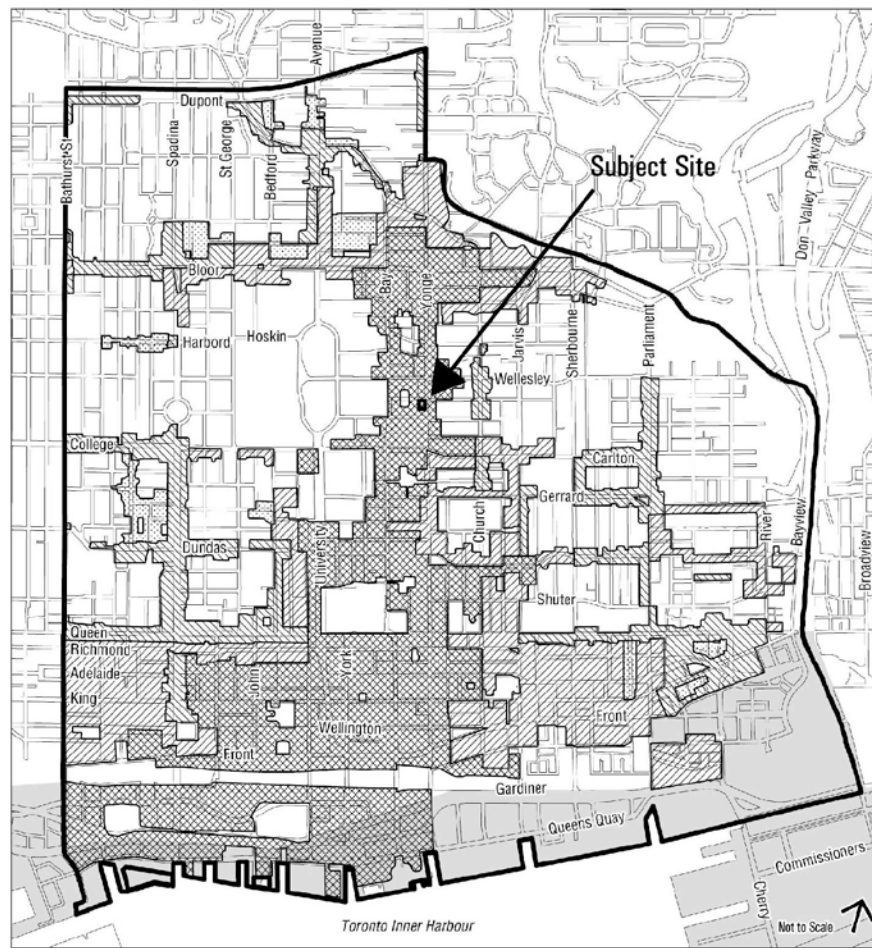 Avenue
Dupont
Bathurst St
Spadina
St George
Bedford
Subject Site
Don Valley Parkway
Bloor
Bay
Yonge
Harbord
Hoskin
Jarvis
Sherbourne
Parliament
Wellesley
College
Carlton
Gerrard
Church
University
Dundas
River
Bayview
Broadview
Shuter
Queen
Richmond
Adelaide
King
John
York
Wellington
Front
Front
Gardiner
Queens Quay
Commissioners
Cherry
Toronto Inner Harbour
Not to Scale